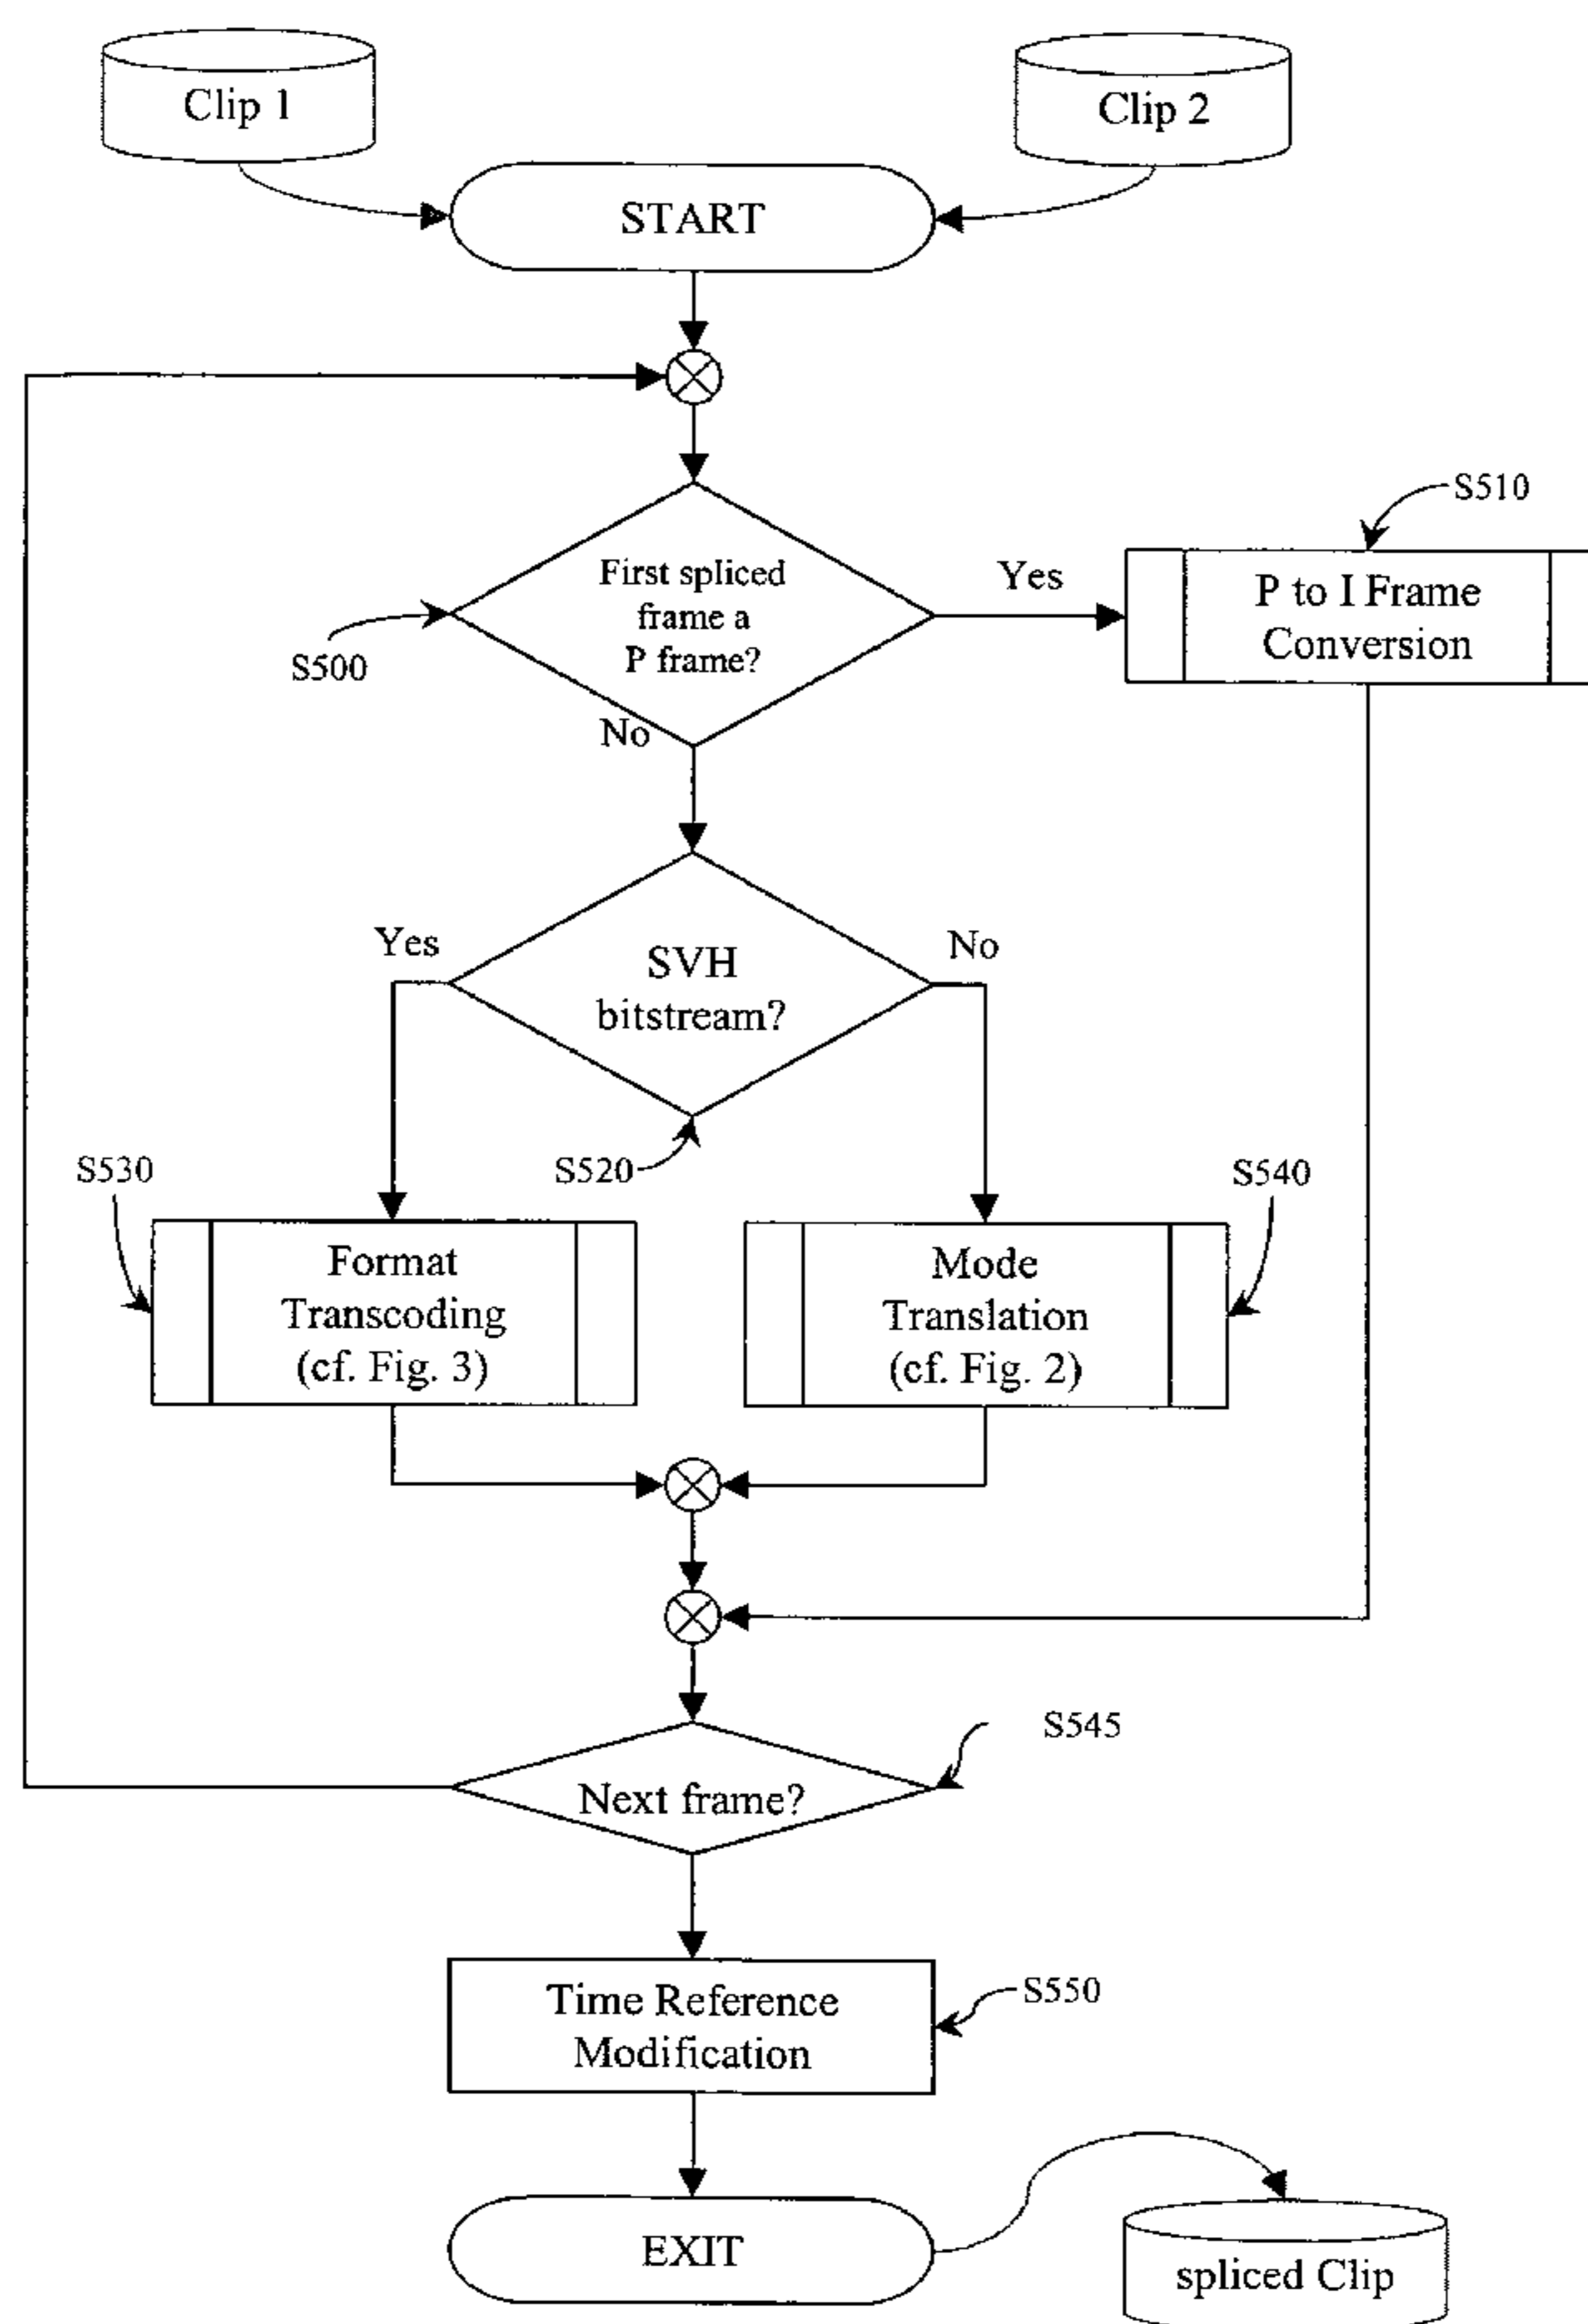 Clip 1
Clip 2
START
S510
First spliced
frame a
P frame?
Yes
P to I Frame
Conversion
S500
No
Yes
SVH
bitstream?
No
S530
S520
S540
Format
Transcoding
(cf. Fig. 3)
Mode
Translation
(cf. Fig. 2)
S545
Next frame?
Time Reference
Modification
S550
EXIT
spliced Clip